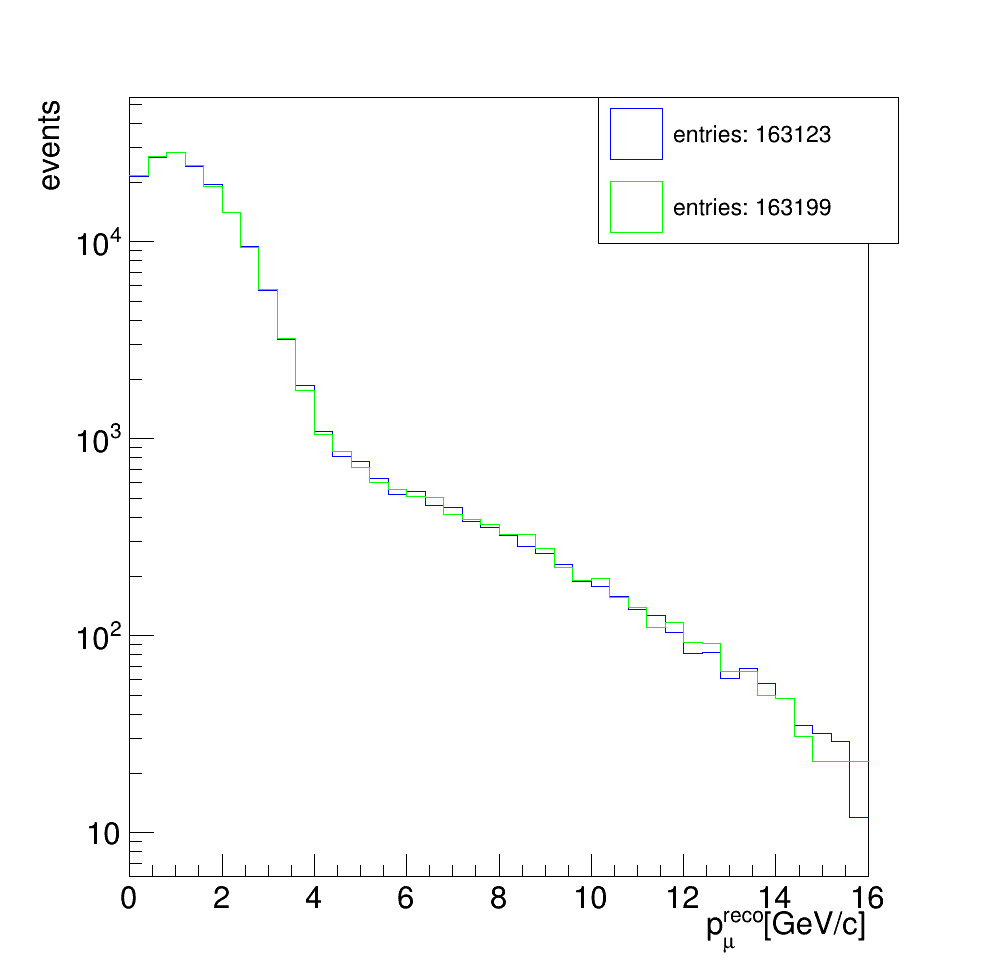 events
entries: 163123
entries: 163199
10⁴
10³
10²
10
0 2 4 6 8 10 12 14 16
p_μ^reco[GeV/c]